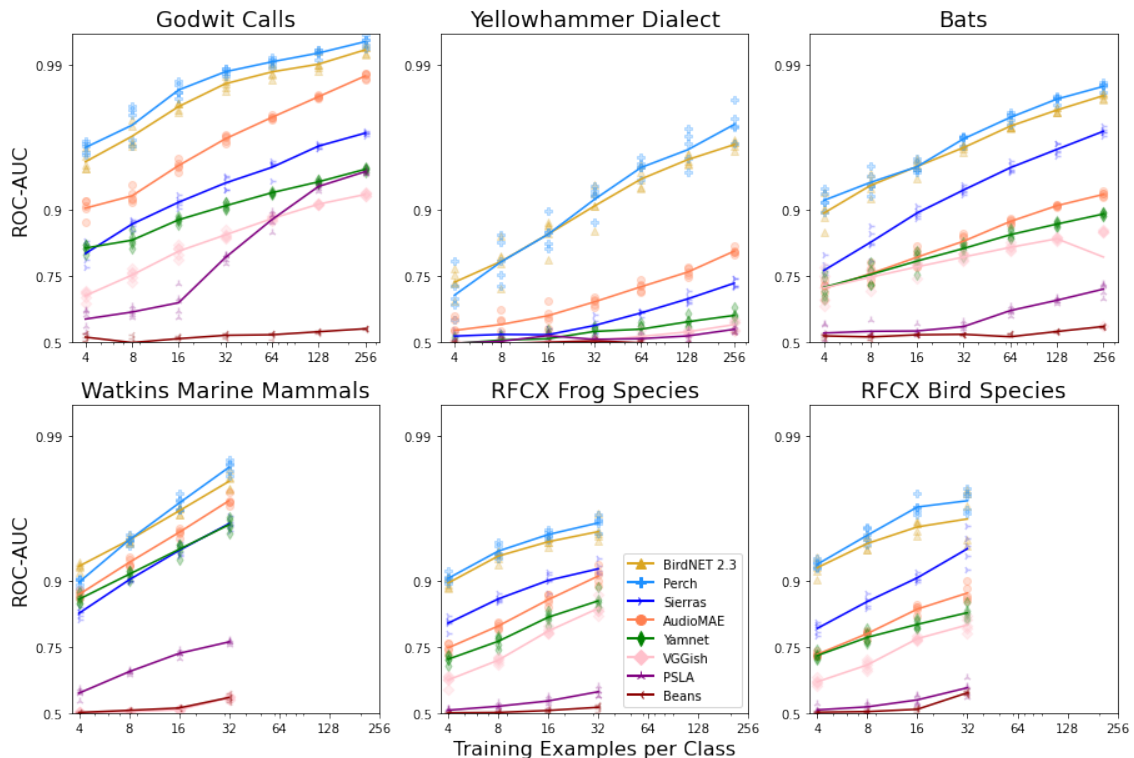 Godwit Calls
Yellowhammer Dialect
Bats
ROC-AUC
0.99
0.9
0.75
0.5
4 8 16 32 64 128 256
0.99
0.9
0.75
0.5
4 8 16 32 64 128 256
0.99
0.9
0.75
0.5
4 8 16 32 64 128 256
Watkins Marine Mammals
RFCX Frog Species
RFCX Bird Species
ROC-AUC
0.99
0.9
0.75
0.5
4 8 16 32 64 128 256
0.99
0.9
0.75
0.5
4 8 16 32 64 128 256
BirdNET 2.3
Perch
Sierras
AudioMAE
Yamnet
VGGish
PSLA
Beans
0.99
0.9
0.75
0.5
4 8 16 32 64 128 256
Training Examples per Class